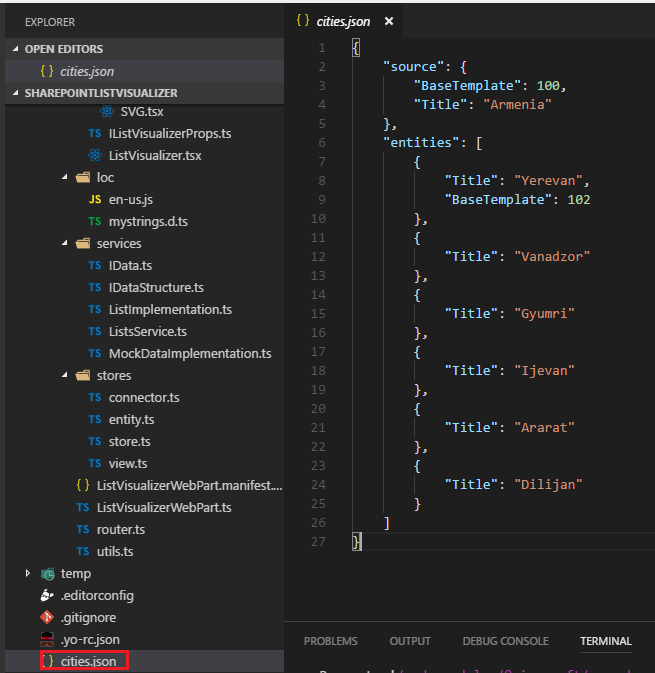 EXPLORER
OPEN EDITORS
{ } cities.json
SHAREPOINTLISTVISUALIZER
SVG.tsx
TS IListVisualizerProps.ts
ListVisualizer.tsx
loc
JS en-us.js
TS mystrings.d.ts
services
TS IData.ts
TS IDataStructure.ts
TS ListImplementation.ts
TS ListsService.ts
TS MockDataImplementation.ts
stores
TS connector.ts
TS entity.ts
TS store.ts
TS view.ts
{ } ListVisualizerWebPart.manifest....
TS ListVisualizerWebPart.ts
TS router.ts
TS utils.ts
temp
.editorconfig
.gitignore
.yo-rc.json
{ } cities.json
{ } cities.json ×
1 {
2 "source": {
3 "BaseTemplate": 100,
4 "Title": "Armenia"
5 },
6 "entities": [
7 {
8 "Title": "Yerevan",
9 "BaseTemplate": 102
10 },
11 {
12 "Title": "Vanadzor"
13 },
14 {
15 "Title": "Gyumri"
16 },
17 {
18 "Title": "Ijevan"
19 },
20 {
21 "Title": "Ararat"
22 },
23 {
24 "Title": "Dilijan"
25 }
26 ]
27 }
PROBLEMS OUTPUT DEBUG CONSOLE TERMINAL